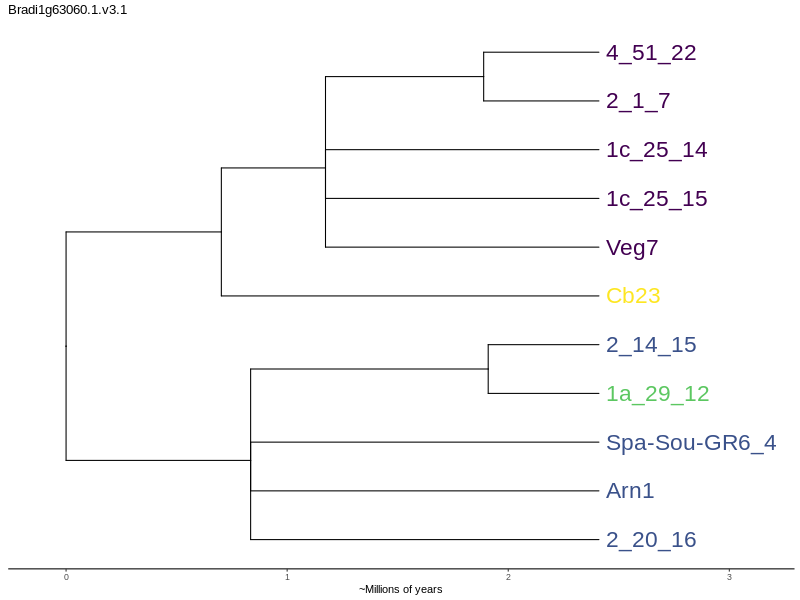 Bradi1g63060.1.v3.1
4_51_22
2_1_7
1c_25_14
1c_25_15
Veg7
Cb23
2_14_15
1a_29_12
Spa-Sou-GR6_4
Arn1
2_20_16
0 1 2 3
~Millions of years